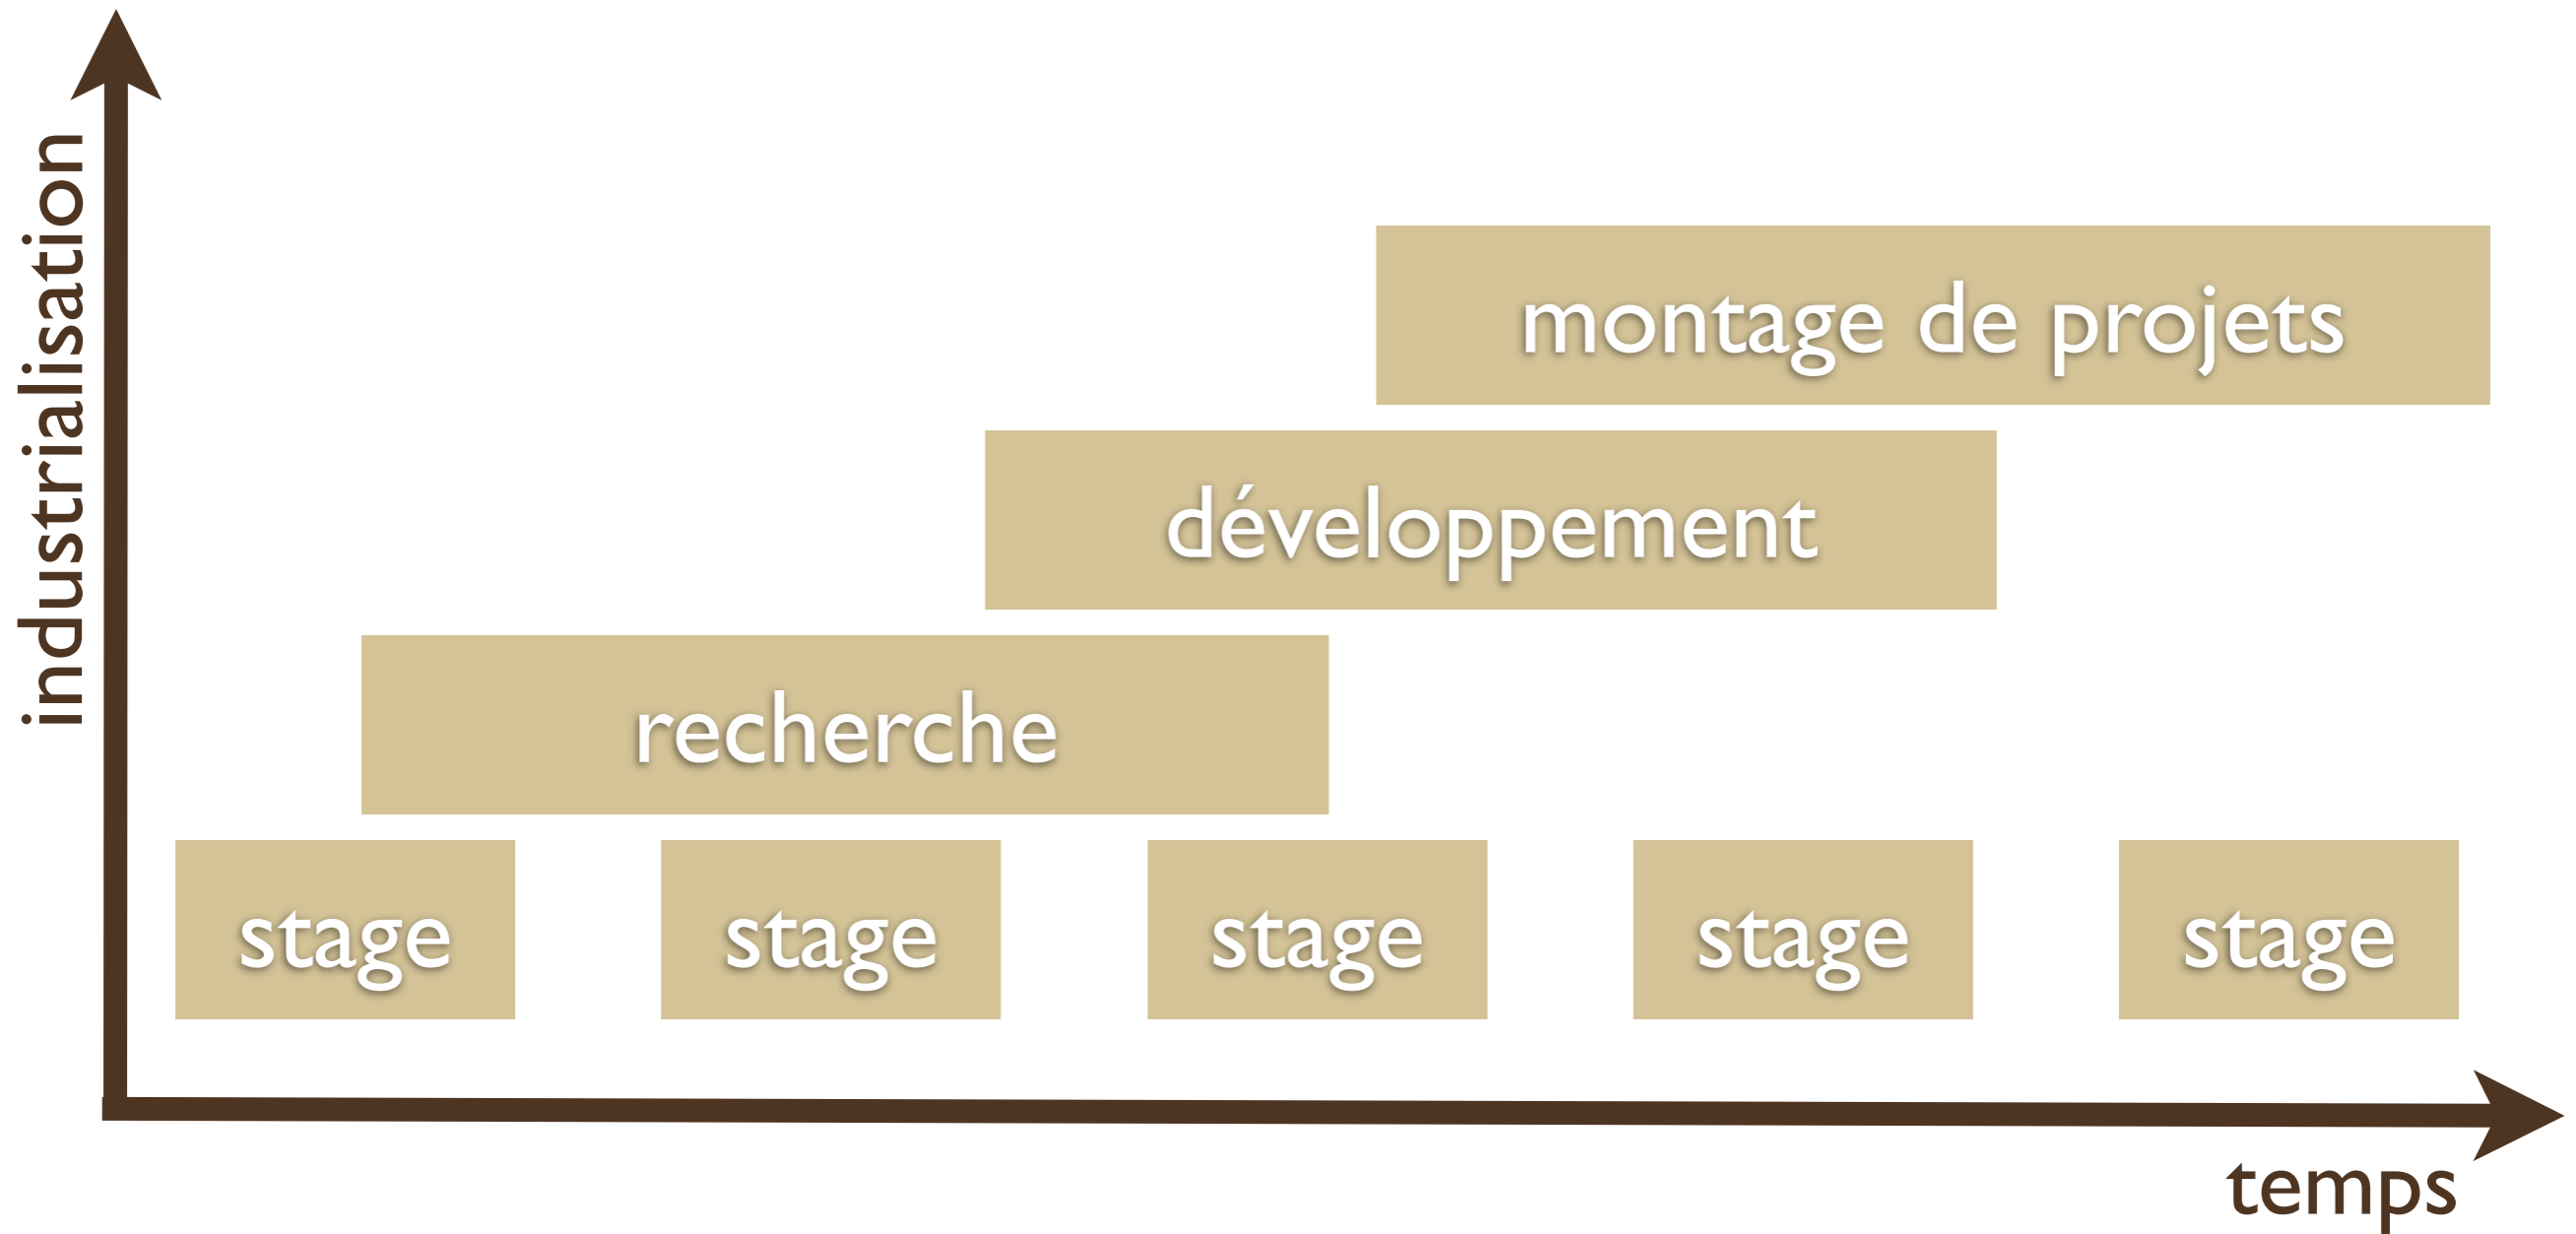 industrialisation
montage de projets
développement
recherche
stage
stage
stage
stage
stage
temps